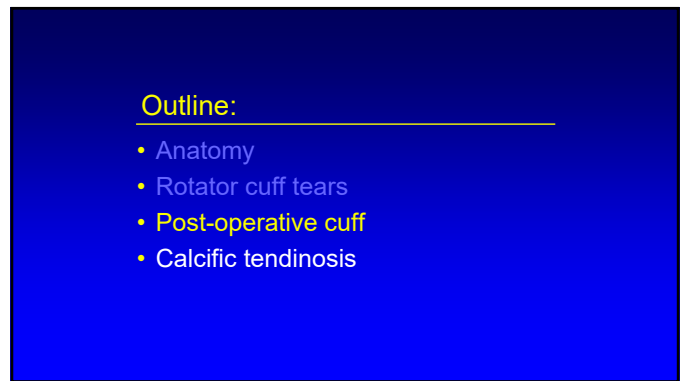 Outline:
• Anatomy
• Rotator cuff tears
• Post-operative cuff
• Calcific tendinosis